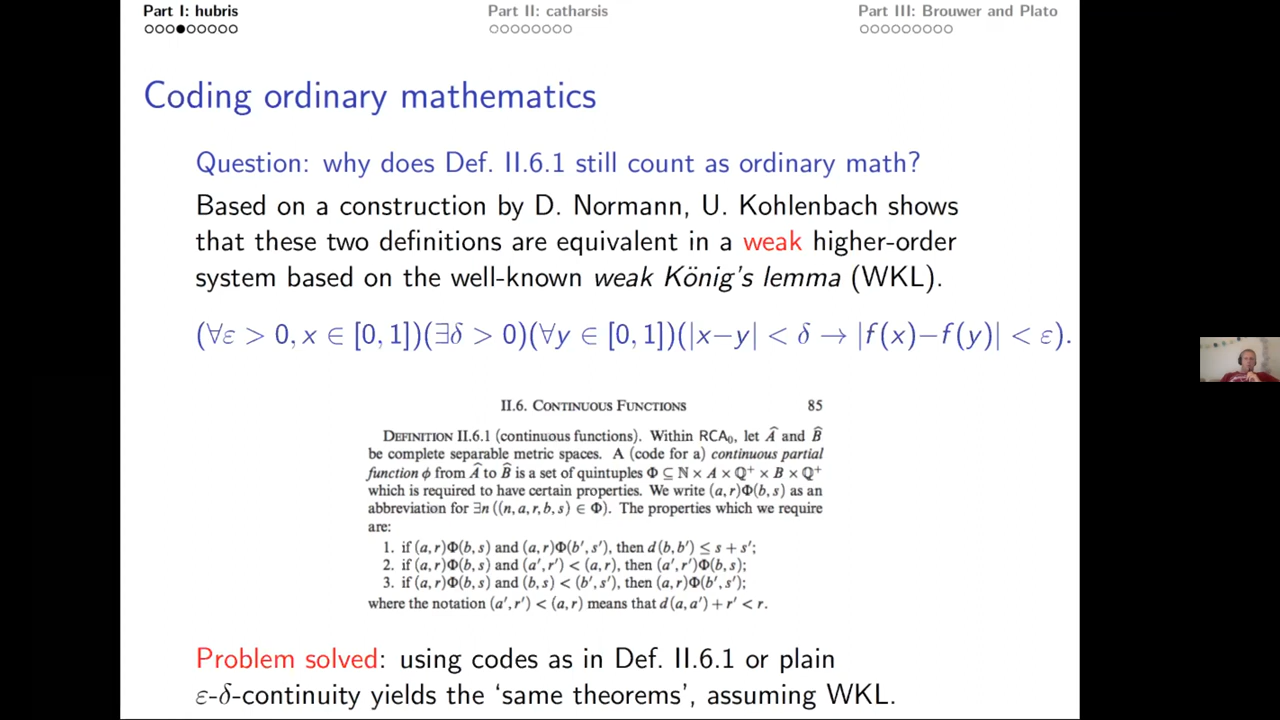 Part I: hubris
Part II: catharsis
Part III: Brouwer and Plato
Coding ordinary mathematics
Question: why does Def. II.6.1 still count as ordinary math?
Based on a construction by D. Normann, U. Kohlenbach shows
that these two definitions are equivalent in a weak higher-order
system based on the well-known weak König's lemma (WKL).
(∀ε > 0, x ∈ [0, 1])(∃δ > 0)(∀y ∈ [0, 1])(|x−y| < δ → |f(x)−f(y)| < ε).
II.6. CONTINUOUS FUNCTIONS 85
DEFINITION II.6.1 (continuous functions). Within RCA₀, let Â and B̂
be complete separable metric spaces. A (code for a) continuous partial
function ϕ from Â to B̂ is a set of quintuples Φ ⊆ ℕ × A × ℚ⁺ × B × ℚ⁺
which is required to have certain properties. We write (a, r)Φ(b, s) as an
abbreviation for ∃n ((n, a, r, b, s) ∈ Φ). The properties which we require
are:
1. if (a, r)Φ(b, s) and (a, r)Φ(b′, s′), then d(b, b′) ≤ s + s′;
2. if (a, r)Φ(b, s) and (a′, r′) < (a, r), then (a′, r′)Φ(b, s);
3. if (a, r)Φ(b, s) and (b, s) < (b′, s′), then (a, r)Φ(b′, s′);
where the notation (a′, r′) < (a, r) means that d(a, a′) + r′ < r.
Problem solved: using codes as in Def. II.6.1 or plain
ε-δ-continuity yields the ‘same theorems’, assuming WKL.